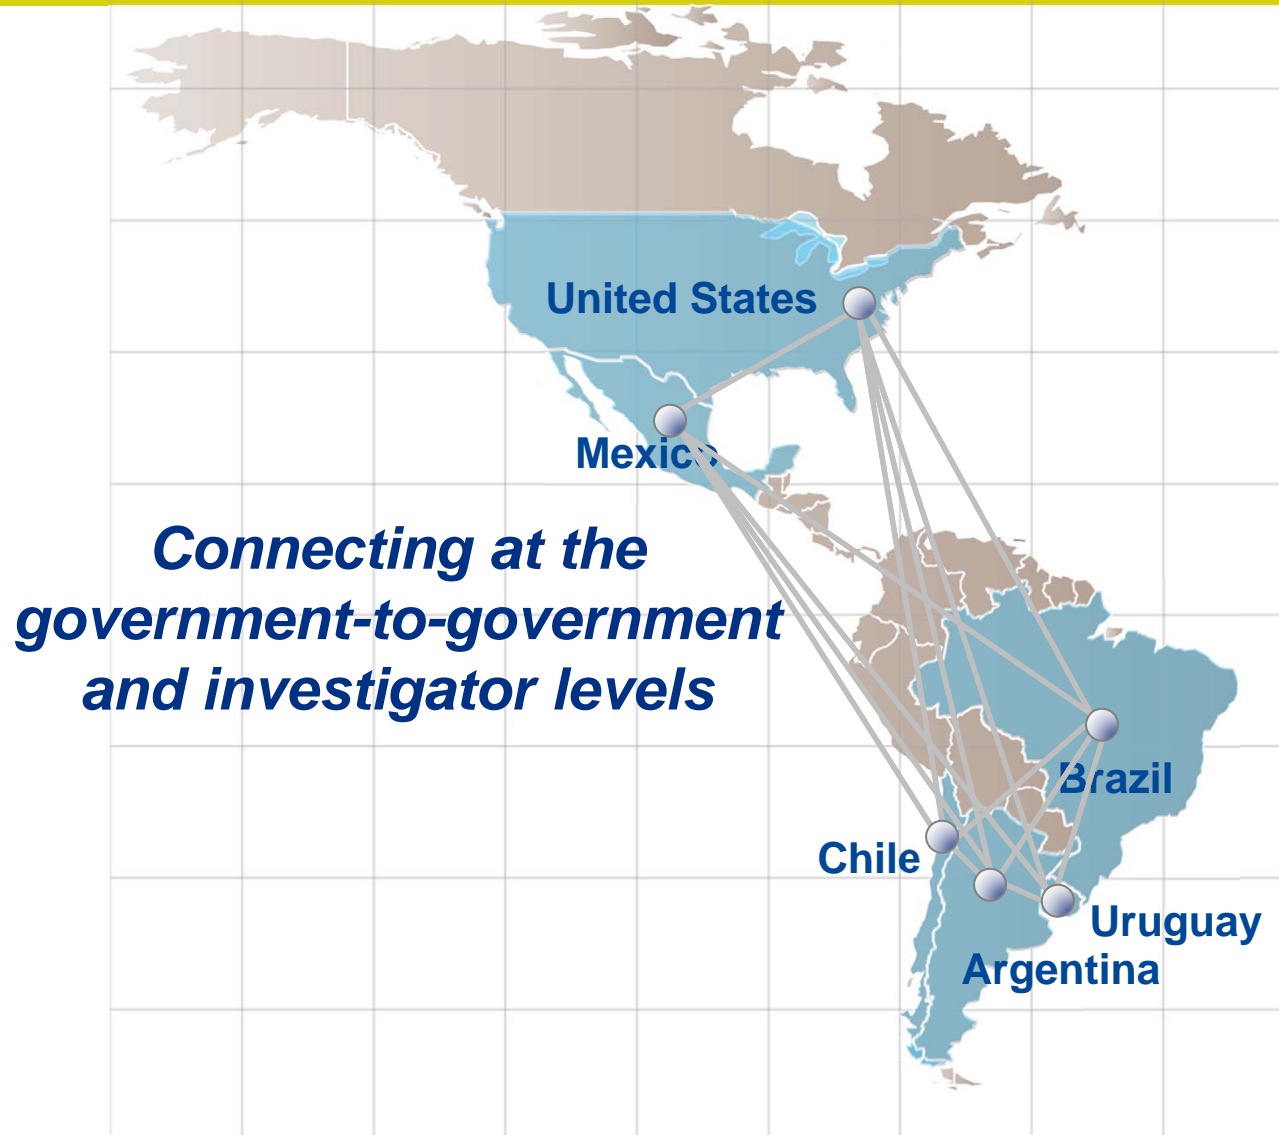 United States
Mexico
Connecting at the
government-to-government
and investigator levels
Brazil
Chile
Uruguay
Argentina